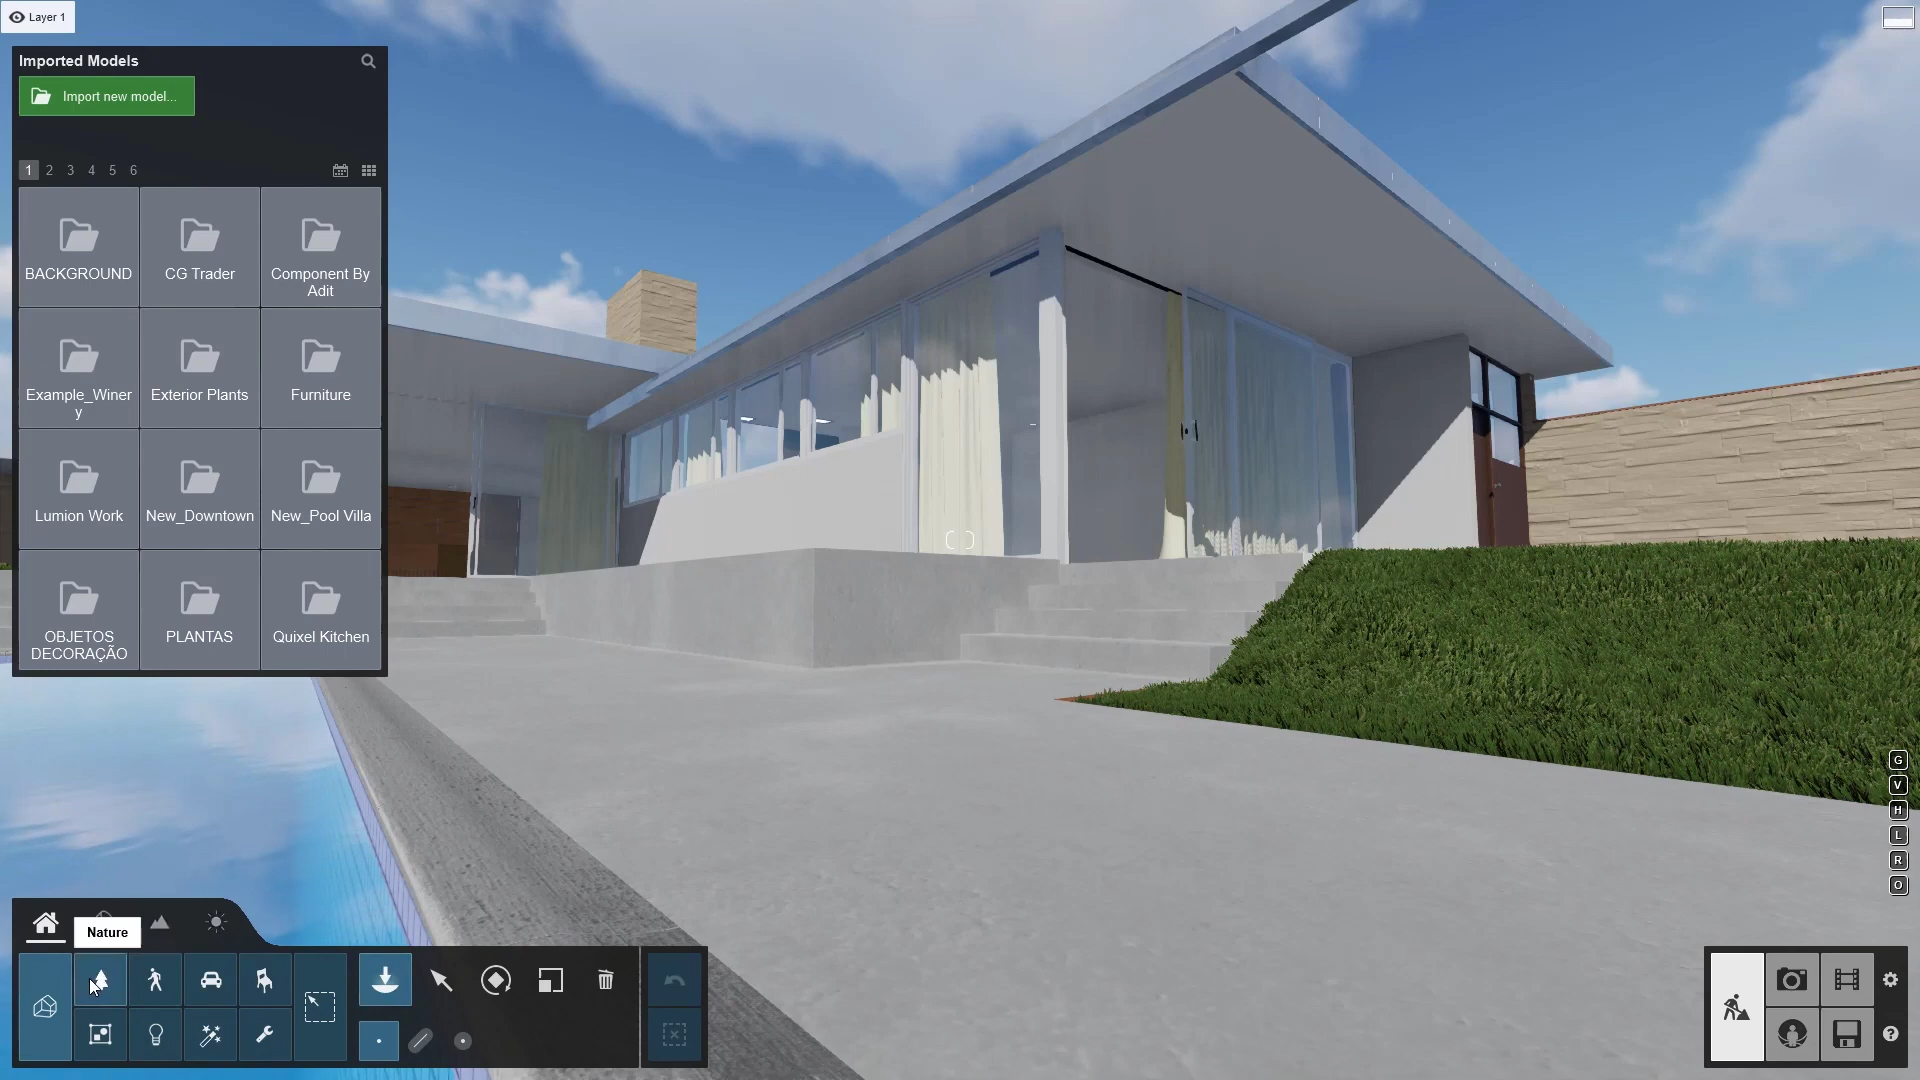 Layer 1
Imported Models
Import new model...
1 2 3 4 5 6
BACKGROUND
CG Trader
Component By
Adit
Example_Winer
y
Exterior Plants
Furniture
Lumion Work
New_Downtown
New_Pool Villa
OBJETOS
DECORAÇÃO
PLANTAS
Quixel Kitchen
G
V
H
L
R
O
Nature
?